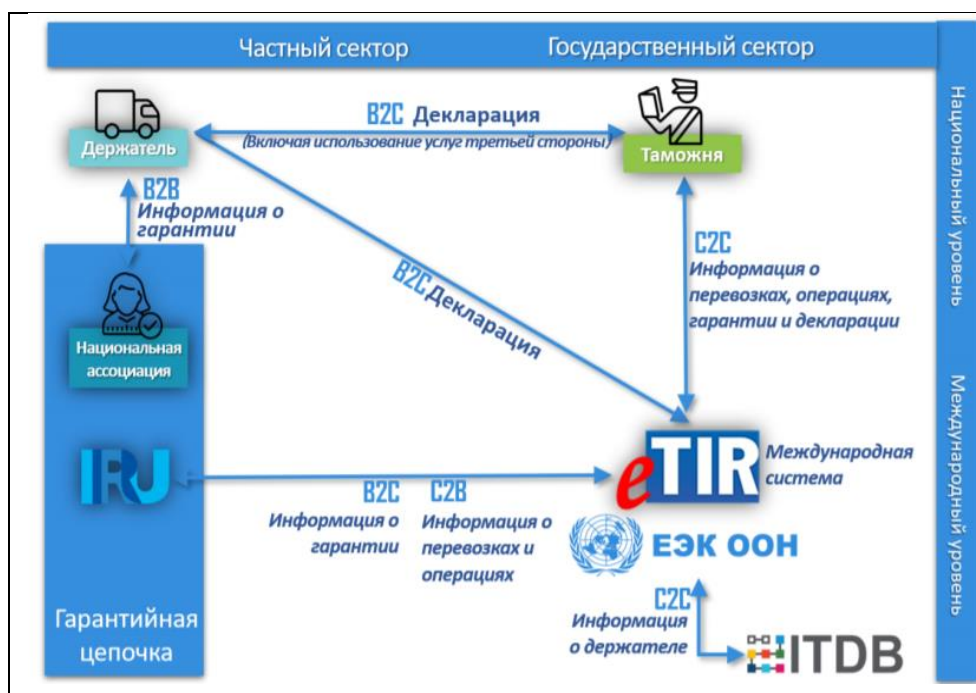 Частный сектор
Государственный сектор
Национальный уровень
Держатель
B2C Декларация
(Включая использование услуг третьей стороны)
Таможня
B2B
Информация о
гарантии
C2C
Информация о
перевозках, операциях,
гарантии и декларации
B2C Декларация
Национальная
ассоциация
Международный уровень
IRU
eTIR
Международная
система
B2C
Информация о
гарантии
C2B
Информация о
перевозках и
операциях
ЕЭК ООН
Гарантийная
цепочка
C2C
Информация
о держателе
ITDB